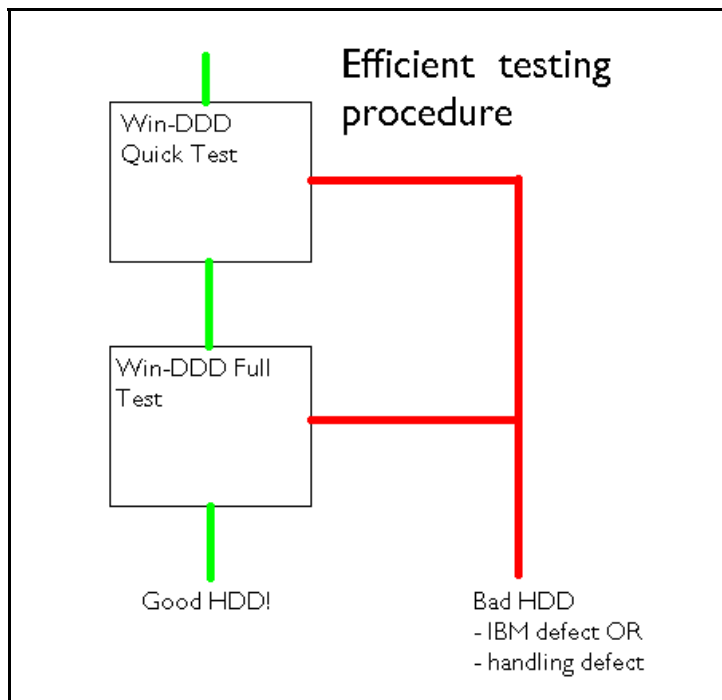 Efficient testing
procedure
Win-DDD
Quick Test
Win-DDD Full
Test
Good HDD!
Bad HDD
- IBM defect OR
- handling defect